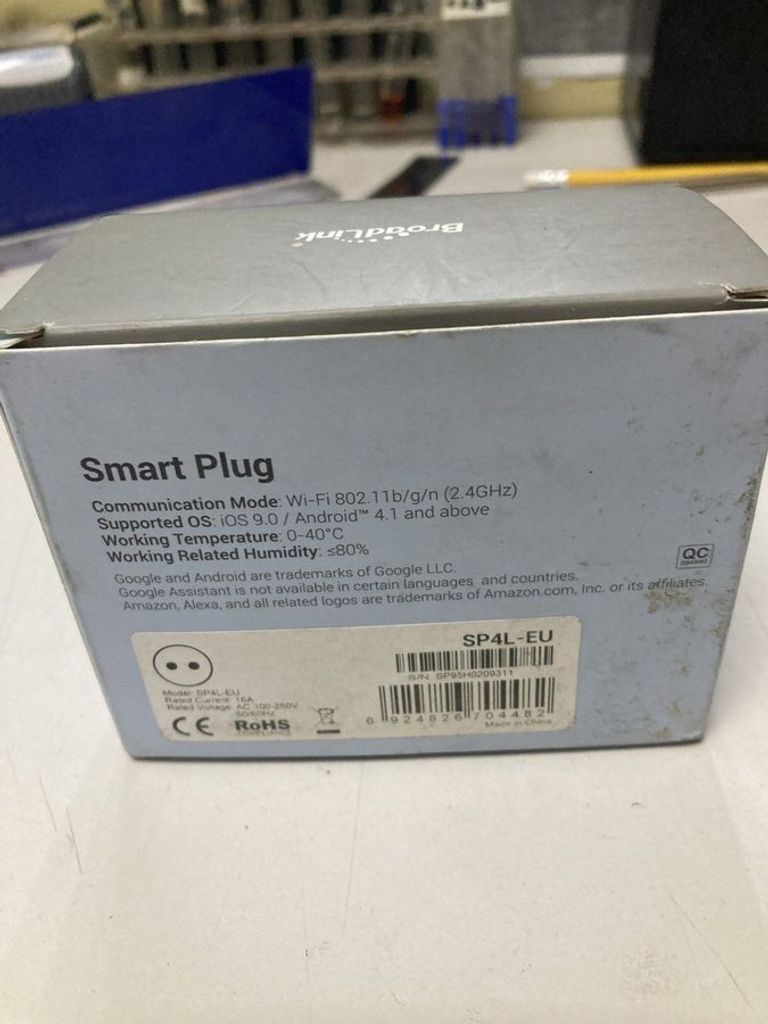 BroadLink®
Smart Plug
Communication Mode: Wi-Fi 802.11b/g/n (2.4GHz)
Supported OS: iOS 9.0 / Android™ 4.1 and above
Working Temperature: 0-40°C
Working Related Humidity: ≤80%
Google and Android are trademarks of Google LLC.
Google Assistant is not available in certain languages and countries.
Amazon, Alexa, and all related logos are trademarks of Amazon.com, Inc. or its affiliates.
QC
passed
SP4L-EU
S/N: SP95H0209311
Model: SP4L-EU
Rated Current: 16A
Rated Voltage: AC 100-250V
50/60Hz
CE RoHS
COMPLIANCE
6 924826 704482
Made in China